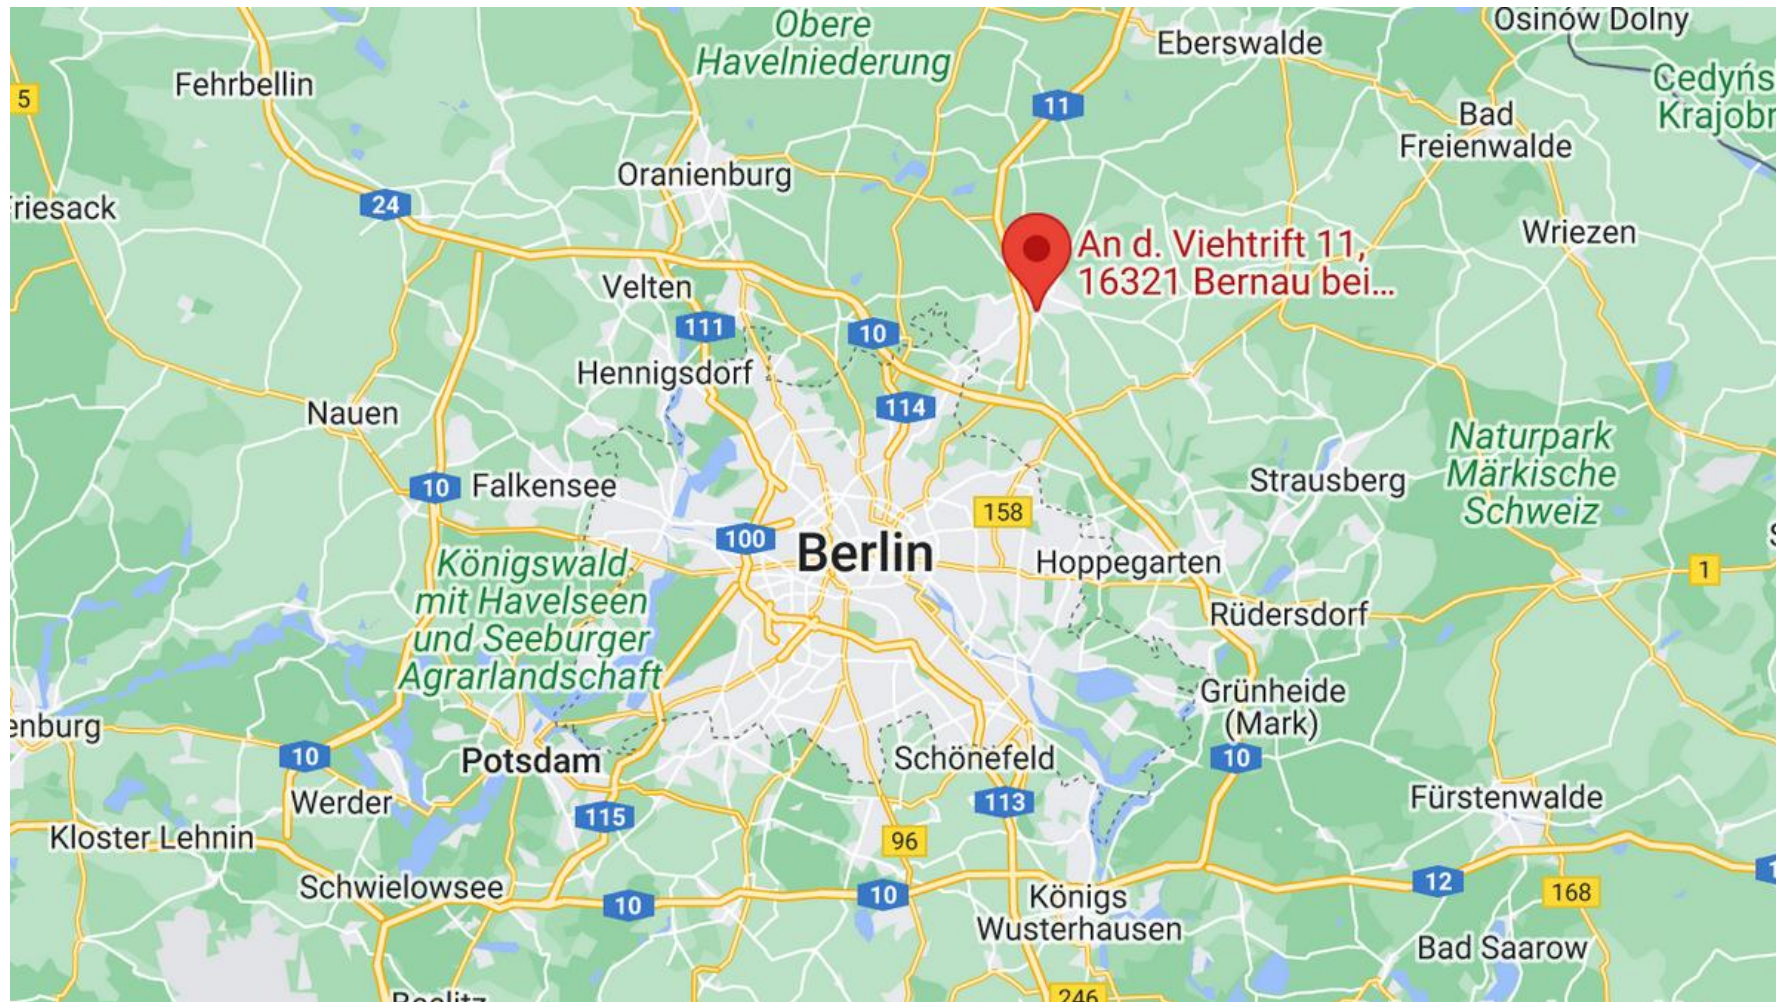 Osinów Dolny
Obere
Havelniederung
Eberswalde
Fehrbellin
5
11
Cedyńs
Krajobr
Bad
Freienwalde
Oranienburg
24
riesack
Wriezen
An d. Viehtrift 11,
16321 Bernau bei...
Velten
111
10
Hennigsdorf
114
Nauen
Naturpark
Märkische
Schweiz
Strausberg
10
Falkensee
158
100
Berlin
Hoppegarten
Königswald
mit Havelseen
und Seeburger
Agrarlandschaft
1
Rüdersdorf
Grünheide
(Mark)
enburg
10
Potsdam
Schönefeld
10
Werder
115
113
Fürstenwalde
Kloster Lehnin
96
Schwielowsee
10
10
12
168
Königs
Wusterhausen
Bad Saarow
246